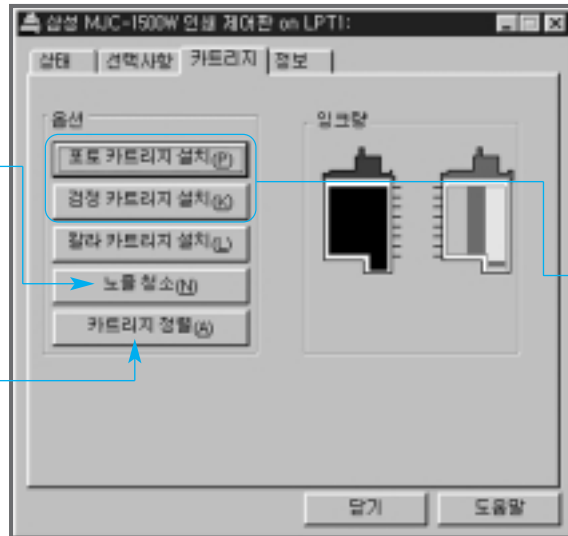 삼성 MJC-1500W 인쇄 제어판 on LPT1:
상태 선택사항 카트리지 정보
옵션
포토 카트리지 설치(P)
검정 카트리지 설치(K)
칼라 카트리지 설치(L)
노즐 청소(N)
카트리지 정렬(A)
잉크량
닫기 도움말